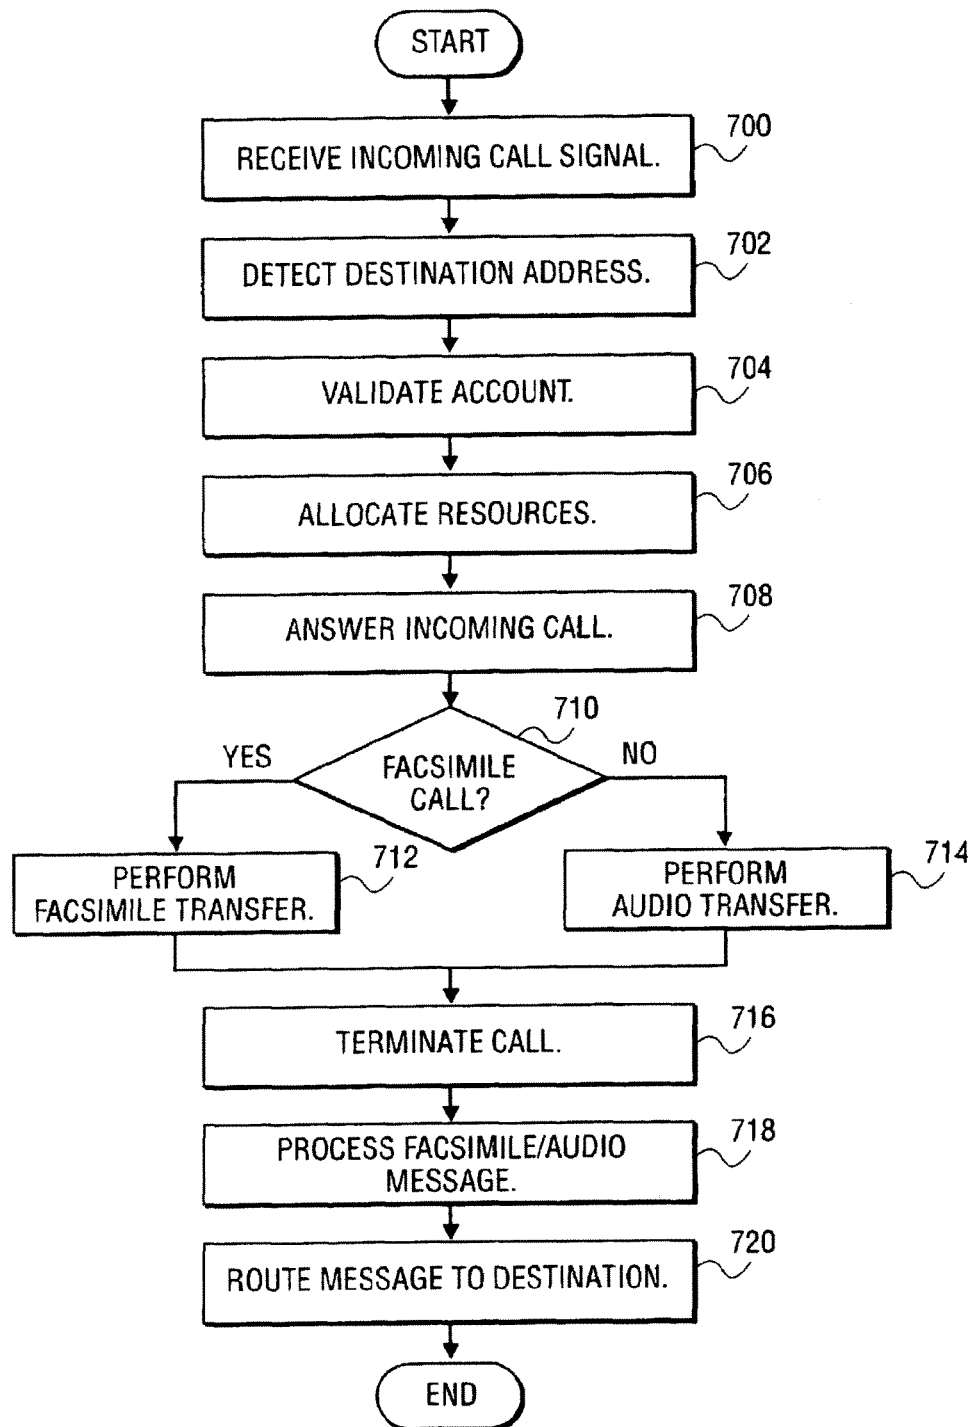 START
700
RECEIVE INCOMING CALL SIGNAL.
702
DETECT DESTINATION ADDRESS.
704
VALIDATE ACCOUNT.
706
ALLOCATE RESOURCES.
708
ANSWER INCOMING CALL.
710
YES
NO
FACSIMILE
CALL?
712
PERFORM
FACSIMILE TRANSFER.
714
PERFORM
AUDIO TRANSFER.
716
TERMINATE CALL.
718
PROCESS FACSIMILE/AUDIO
MESSAGE.
720
ROUTE MESSAGE TO DESTINATION.
END